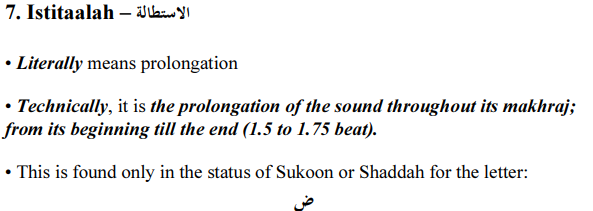 7. Istitaalah – الاستطالة
• Literally means prolongation
• Technically, it is the prolongation of the sound throughout its makhraj;
from its beginning till the end (1.5 to 1.75 beat).
• This is found only in the status of Sukoon or Shaddah for the letter:
ض